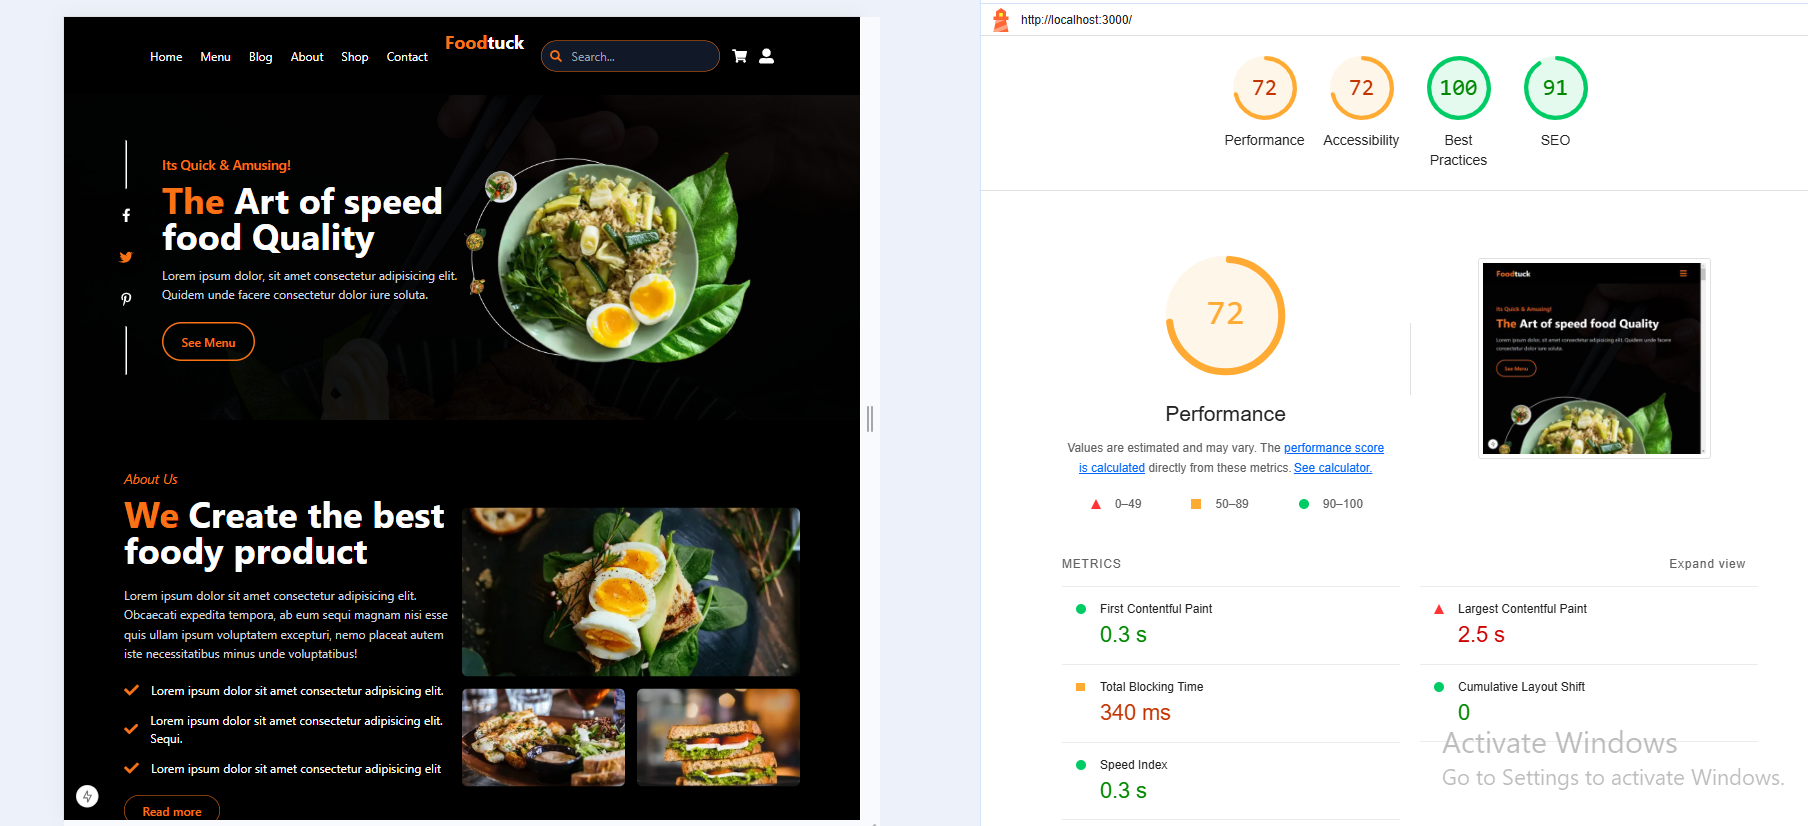 Home Menu Blog About Shop Contact Foodtuck Search...
Its Quick & Amusing!
The Art of speed
food Quality
Lorem ipsum dolor, sit amet consectetur adipisicing elit.
Quidem unde facere consectetur dolor iure soluta.
See Menu
About Us
We Create the best
foody product
Lorem ipsum dolor sit amet consectetur adipisicing elit.
Obcaecati expedita tempora, ab eum sequi magnam nisi esse
quis ullam ipsum voluptatem excepturi, nemo placeat autem
iste necessitatibus minus unde voluptatibus!
Lorem ipsum dolor sit amet consectetur adipisicing elit.
Lorem ipsum dolor sit amet consectetur adipisicing elit.
Sequi.
Lorem ipsum dolor sit amet consectetur adipisicing elit
Read more
http://localhost:3000/
72 72 100 91
Performance Accessibility Best
Practices SEO
72
Performance
Values are estimated and may vary. The performance score
is calculated directly from these metrics. See calculator.
0–49 50–89 90–100
Foodtuck
Its Quick & Amusing!
The Art of speed food Quality
Lorem ipsum dolor, sit amet consectetur adipisicing elit. Quidem unde facere
consectetur dolor iure soluta.
See Menu
METRICS Expand view
First Contentful Paint
0.3 s
Largest Contentful Paint
2.5 s
Total Blocking Time
340 ms
Cumulative Layout Shift
0
Speed Index
0.3 s
Activate Windows
Go to Settings to activate Windows.